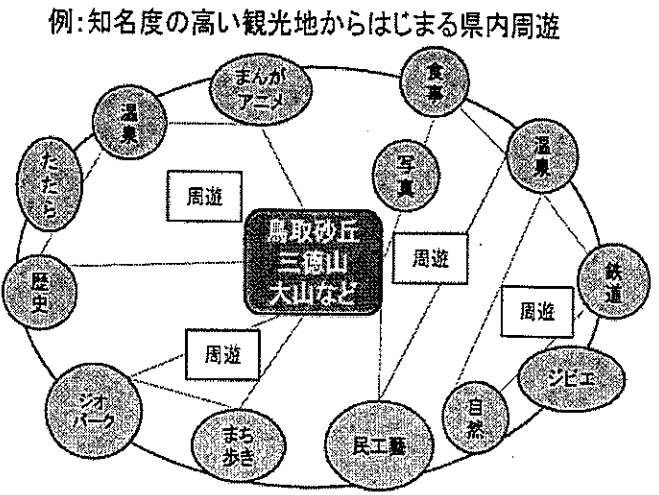 例:知名度の高い観光地からはじまる県内周遊
まんが
アニメ
食事
温泉
写真
温泉
たたら
周遊
鳥取砂丘
三徳山
大山など
周遊
歴史
鉄道
周遊
周遊
ジビエ
ジオ
パーク
自然
まち
歩き
民工藝